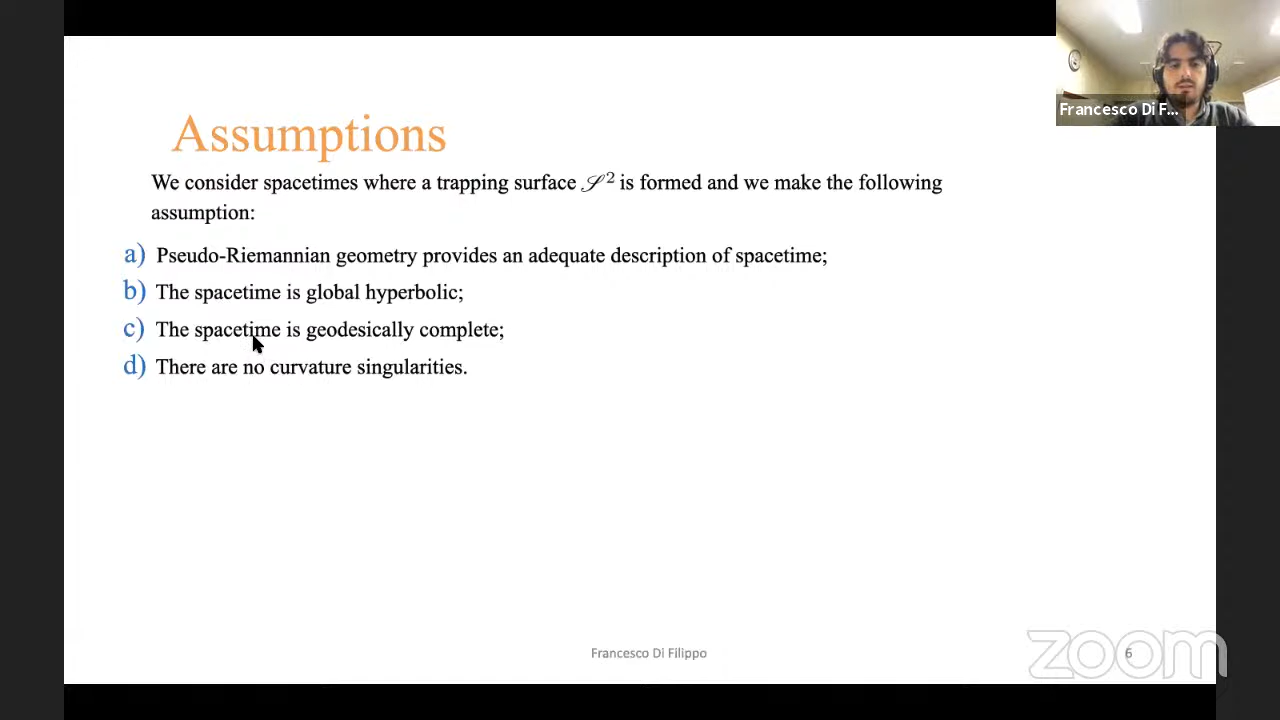 Francesco Di F...
Assumptions
We consider spacetimes where a trapping surface 𝒮² is formed and we make the following
assumption:
a) Pseudo-Riemannian geometry provides an adequate description of spacetime;
b) The spacetime is global hyperbolic;
c) The spacetime is geodesically complete;
d) There are no curvature singularities.
Francesco Di Filippo
6
zoom